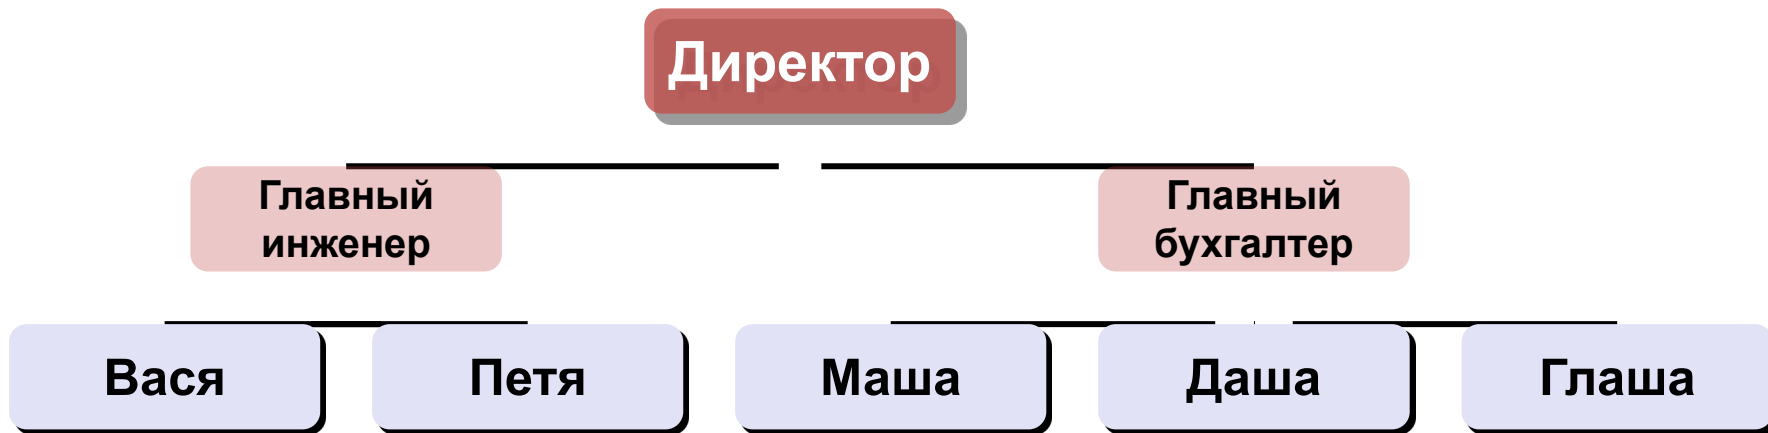 Директор
Главный
инженер
Главный
бухгалтер
Вася
Петя
Маша
Даша
Глаша